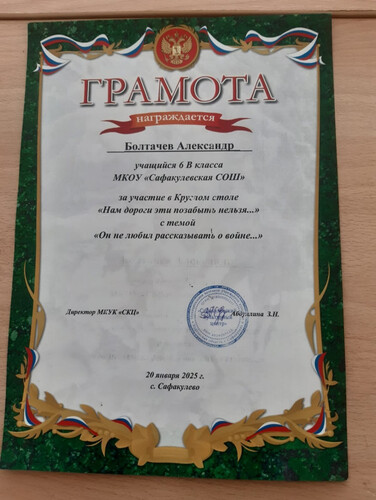 ГРАМОТА
награждается
Болтачев Александр
учащийся 6 В класса
МКОУ «Сафакулевская СОШ»
за участие в Круглом столе
«Нам дороги эти позабыть нельзя...»
с темой
«Он не любил рассказывать о войне...»
Директор МКУК «СКЦ» Абдуллина З.Н.
20 января 2025 г.
с. Сафакулево